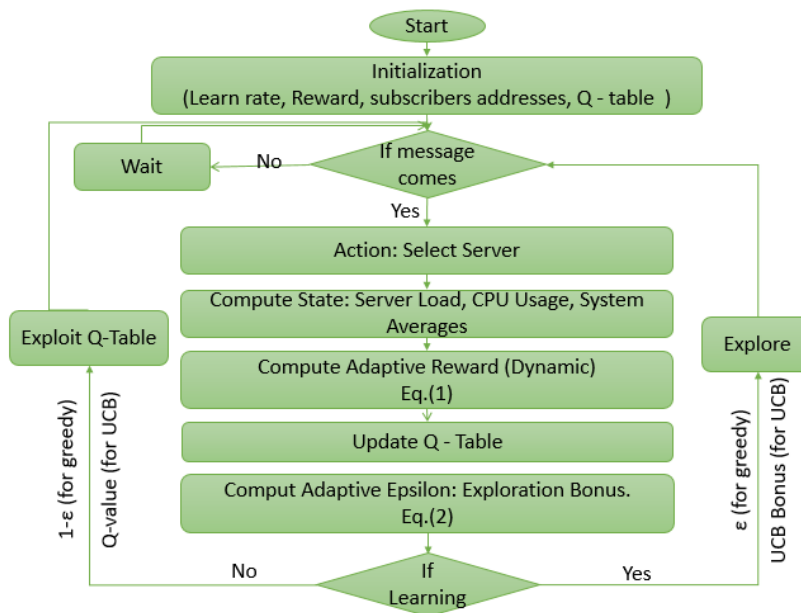 Start
Initialization
(Learn rate, Reward, subscribers addresses, Q - table )
If message
comes
No
Wait
Yes
Action: Select Server
Compute State: Server Load, CPU Usage, System
Averages
Exploit Q-Table
Explore
Compute Adaptive Reward (Dynamic)
Eq.(1)
Update Q - Table
Comput Adaptive Epsilon: Exploration Bonus.
Eq.(2)
1-ε (for greedy)
Q-value (for UCB)
ε (for greedy)
UCB Bonus (for UCB)
No
If
Learning
Yes